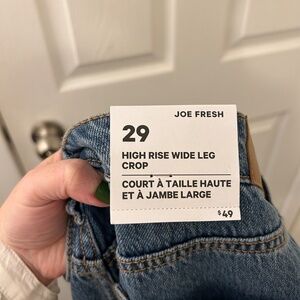 JOE FRESH
29
HIGH RISE WIDE LEG
CROP
COURT À TAILLE HAUTE
ET À JAMBE LARGE
$49